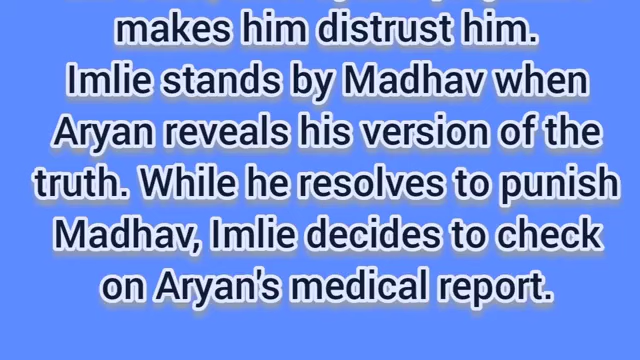 makes him distrust him.
Imlie stands by Madhav when
Aryan reveals his version of the
truth. While he resolves to punish
Madhav, Imlie decides to check
on Aryan's medical report.